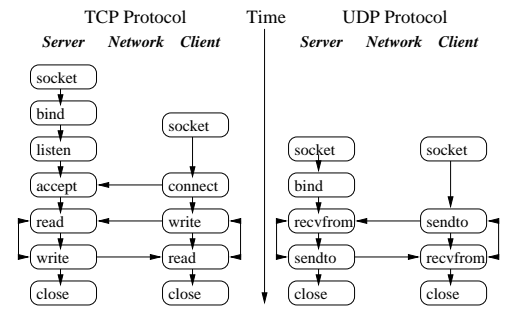 TCP Protocol Time UDP Protocol
Server Network Client Server Network Client
socket
bind
socket
listen socket socket
accept connect bind
read write recvfrom sendto
write read sendto recvfrom
close close close close